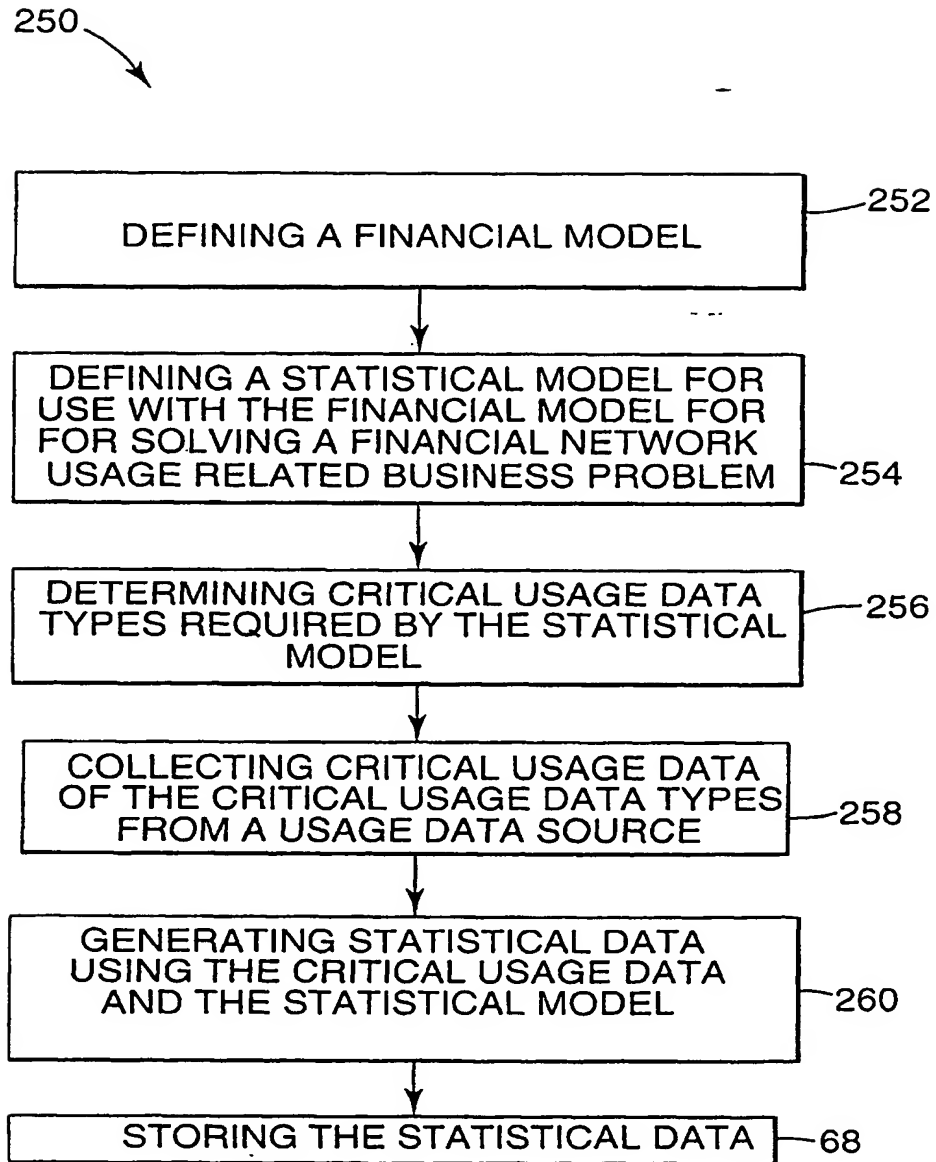 250
DEFINING A FINANCIAL MODEL
252
DEFINING A STATISTICAL MODEL FOR
USE WITH THE FINANCIAL MODEL FOR
FOR SOLVING A FINANCIAL NETWORK
USAGE RELATED BUSINESS PROBLEM
254
DETERMINING CRITICAL USAGE DATA
TYPES REQUIRED BY THE STATISTICAL
MODEL
256
COLLECTING CRITICAL USAGE DATA
OF THE CRITICAL USAGE DATA TYPES
FROM A USAGE DATA SOURCE
258
GENERATING STATISTICAL DATA
USING THE CRITICAL USAGE DATA
AND THE STATISTICAL MODEL
260
STORING THE STATISTICAL DATA
68